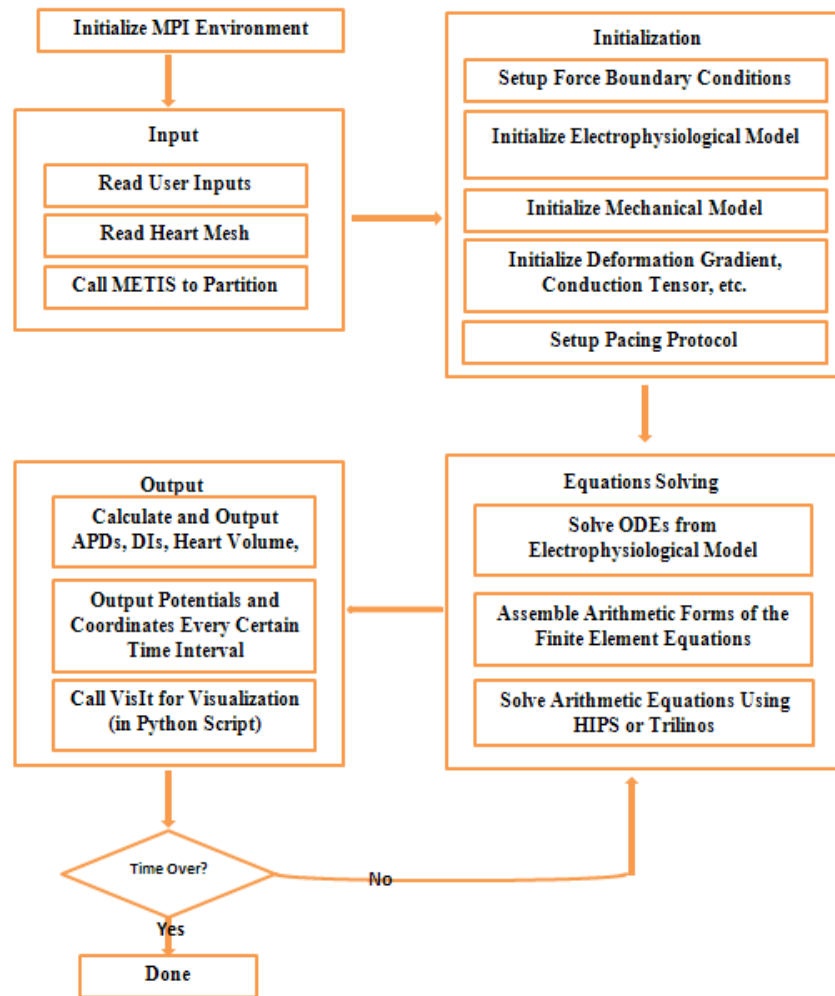 Initialize MPI Environment
Input
Read User Inputs
Read Heart Mesh
Call METIS to Partition
Initialization
Setup Force Boundary Conditions
Initialize Electrophysiological Model
Initialize Mechanical Model
Initialize Deformation Gradient,
Conduction Tensor, etc.
Setup Pacing Protocol
Equations Solving
Solve ODEs from
Electrophysiological Model
Assemble Arithmetic Forms of the
Finite Element Equations
Solve Arithmetic Equations Using
HIPS or Trilinos
Output
Calculate and Output
APDs, DIs, Heart Volume,
Output Potentials and
Coordinates Every Certain
Time Interval
Call VisIt for Visualization
(in Python Script)
Time Over?
No
Yes
Done